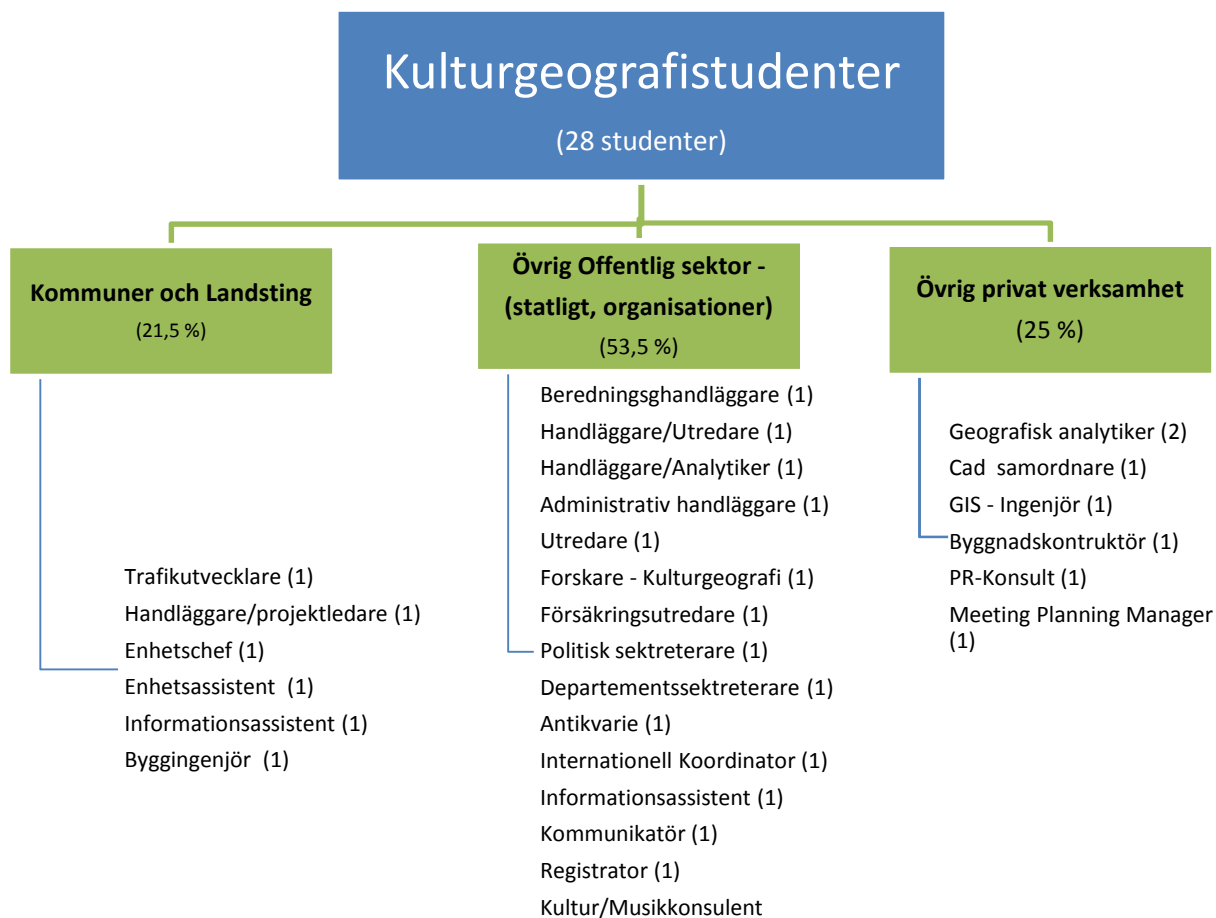 Kulturgeografistudenter
(28 studenter)
Kommuner och Landsting
(21,5 %)
Trafikutvecklare (1)
Handläggare/projektledare (1)
Enhetschef (1)
Enhetsassistent (1)
Informationsassistent (1)
Byggingenjör (1)
Övrig Offentlig sektor -
(statligt, organisationer)
(53,5 %)
Beredningsghandläggare (1)
Handläggare/Utredare (1)
Handläggare/Analytiker (1)
Administrativ handläggare (1)
Utredare (1)
Forskare - Kulturgeografi (1)
Försäkringsutredare (1)
Politisk sektreterare (1)
Departementssektreterare (1)
Antikvarie (1)
Internationell Koordinator (1)
Informationsassistent (1)
Kommunikatör (1)
Registrator (1)
Kultur/Musikkonsulent
Övrig privat verksamhet
(25 %)
Geografisk analytiker (2)
Cad samordnare (1)
GIS - Ingenjör (1)
Byggnadskontruktör (1)
PR-Konsult (1)
Meeting Planning Manager
(1)